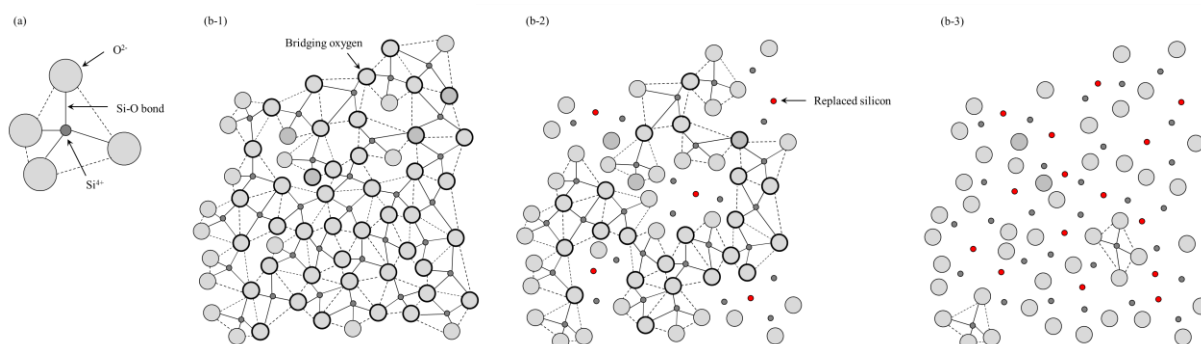 (a)
(b-1)
(b-2)
(b-3)
O²⁻
Bridging oxygen
Si-O bond
Replaced silicon
Si⁴⁺